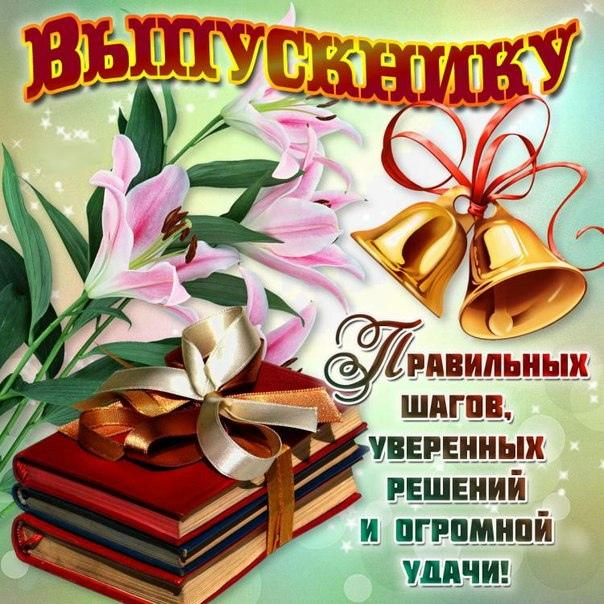 Выпускнику
Правильных
шагов,
уверенных
решений
и огромной
удачи!